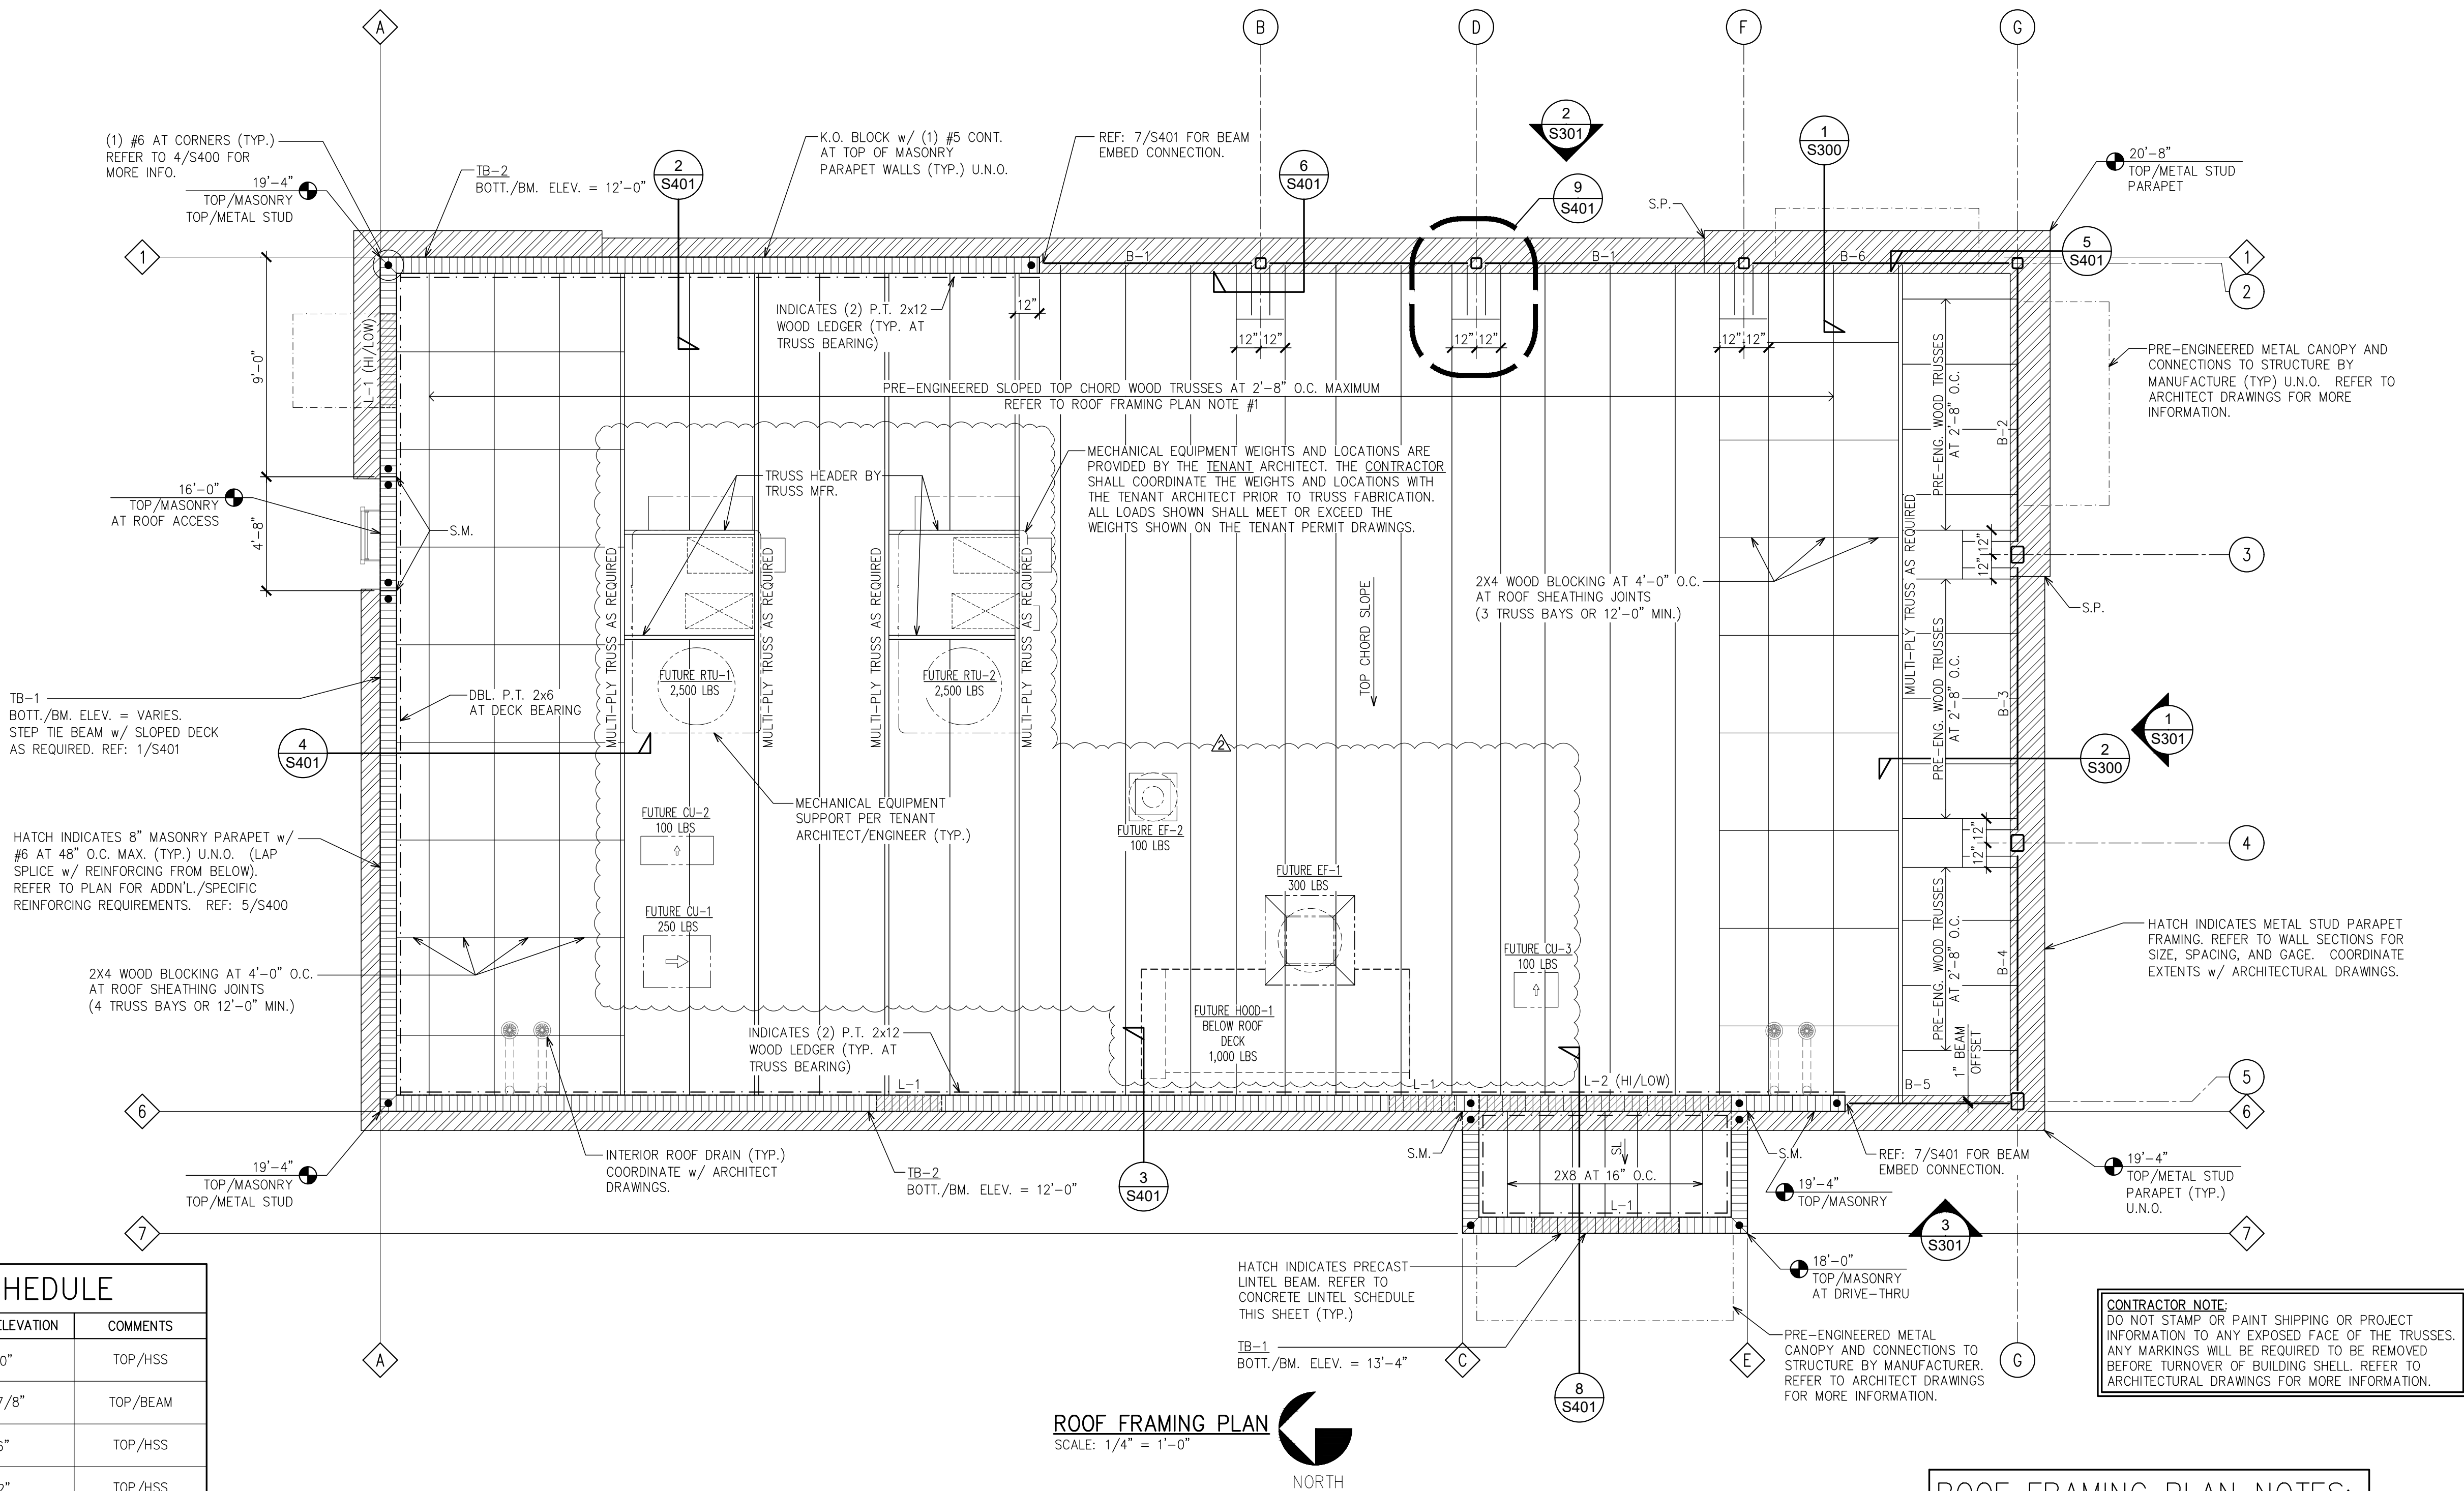 A
B
D
F
G
(1) #6 AT CORNERS (TYP.)
REFER TO 4/S400 FOR
MORE INFO.
19'-4"
TOP/MASONRY
TOP/METAL STUD
TB-2
BOTT./BM. ELEV. = 12'-0"
2
S401
K.O. BLOCK w/ (1) #5 CONT.
AT TOP OF MASONRY
PARAPET WALLS (TYP.) U.N.O.
REF: 7/S401 FOR BEAM
EMBED CONNECTION.
6
S401
2
S301
9
S401
S.P.
1
S300
20'-8"
TOP/METAL STUD
PARAPET
5
S401
1
1
2
B-1
B-1
B-6
INDICATES (2) P.T. 2x12
WOOD LEDGER (TYP. AT
TRUSS BEARING)
12"
12" 12"
12" 12"
12" 12"
L-1 (HI/LOW)
9'-0"
PRE-ENGINEERED SLOPED TOP CHORD WOOD TRUSSES AT 2'-8" O.C. MAXIMUM
REFER TO ROOF FRAMING PLAN NOTE #1
PRE-ENG. WOOD TRUSSES
AT 2'-8" O.C.
B-2
PRE-ENGINEERED METAL CANOPY AND
CONNECTIONS TO STRUCTURE BY
MANUFACTURE (TYP) U.N.O. REFER TO
ARCHITECT DRAWINGS FOR MORE
INFORMATION.
16'-0"
TOP/MASONRY
AT ROOF ACCESS
4'-8"
S.M.
TRUSS HEADER BY
TRUSS MFR.
MECHANICAL EQUIPMENT WEIGHTS AND LOCATIONS ARE
PROVIDED BY THE TENANT ARCHITECT. THE CONTRACTOR
SHALL COORDINATE THE WEIGHTS AND LOCATIONS WITH
THE TENANT ARCHITECT PRIOR TO TRUSS FABRICATION.
ALL LOADS SHOWN SHALL MEET OR EXCEED THE
WEIGHTS SHOWN ON THE TENANT PERMIT DRAWINGS.
MULTI-PLY TRUSS AS REQUIRED
MULTI-PLY TRUSS AS REQUIRED
MULTI-PLY TRUSS AS REQUIRED
MULTI-PLY TRUSS AS REQUIRED
MULTI-PLY TRUSS AS REQUIRED
2X4 WOOD BLOCKING AT 4'-0" O.C.
AT ROOF SHEATHING JOINTS
(3 TRUSS BAYS OR 12'-0" MIN.)
12" 12"
3
S.P.
TOP CHORD SLOPE
FUTURE RTU-1
2,500 LBS
FUTURE RTU-2
2,500 LBS
TB-1
BOTT./BM. ELEV. = VARIES.
STEP TIE BEAM w/ SLOPED DECK
AS REQUIRED. REF: 1/S401
DBL. P.T. 2x6
AT DECK BEARING
4
S401
PRE-ENG. WOOD TRUSSES
AT 2'-8" O.C.
B-3
1
S301
2
S300
2
MECHANICAL EQUIPMENT
SUPPORT PER TENANT
ARCHITECT/ENGINEER (TYP.)
FUTURE CU-2
100 LBS
FUTURE EF-2
100 LBS
HATCH INDICATES 8" MASONRY PARAPET w/
#6 AT 48" O.C. MAX. (TYP.) U.N.O. (LAP
SPLICE w/ REINFORCING FROM BELOW).
REFER TO PLAN FOR ADDN'L./SPECIFIC
REINFORCING REQUIREMENTS. REF: 5/S400
12" 12"
4
FUTURE EF-1
300 LBS
FUTURE CU-1
250 LBS
FUTURE CU-3
100 LBS
PRE-ENG. WOOD TRUSSES
AT 2'-8" O.C.
B-4
HATCH INDICATES METAL STUD PARAPET
FRAMING. REFER TO WALL SECTIONS FOR
SIZE, SPACING, AND GAGE. COORDINATE
EXTENTS w/ ARCHITECTURAL DRAWINGS.
2X4 WOOD BLOCKING AT 4'-0" O.C.
AT ROOF SHEATHING JOINTS
(4 TRUSS BAYS OR 12'-0" MIN.)
INDICATES (2) P.T. 2x12
WOOD LEDGER (TYP. AT
TRUSS BEARING)
FUTURE HOOD-1
BELOW ROOF
DECK
1,000 LBS
1" BEAM
OFFSET
L-1
L-1
L-2 (HI/LOW)
B-5
5
6
6
19'-4"
TOP/MASONRY
TOP/METAL STUD
INTERIOR ROOF DRAIN (TYP.)
COORDINATE w/ ARCHITECT
DRAWINGS.
TB-2
BOTT./BM. ELEV. = 12'-0"
3
S401
S.M.
SL
2X8 AT 16" O.C.
L-1
S.M.
REF: 7/S401 FOR BEAM
EMBED CONNECTION.
19'-4"
TOP/MASONRY
19'-4"
TOP/METAL STUD
PARAPET (TYP.)
U.N.O.
3
S301
7
7
HATCH INDICATES PRECAST
LINTEL BEAM. REFER TO
CONCRETE LINTEL SCHEDULE
THIS SHEET (TYP.)
18'-0"
TOP/MASONRY
AT DRIVE-THRU
TB-1
BOTT./BM. ELEV. = 13'-4"
PRE-ENGINEERED METAL
CANOPY AND CONNECTIONS TO
STRUCTURE BY MANUFACTURER.
REFER TO ARCHITECT DRAWINGS
FOR MORE INFORMATION.
A
C
E
G
8
S401
HEDULE
ELEVATION COMMENTS
0" TOP/HSS
7/8" TOP/BEAM
6" TOP/HSS
2" TOP/HSS
CONTRACTOR NOTE:
DO NOT STAMP OR PAINT SHIPPING OR PROJECT
INFORMATION TO ANY EXPOSED FACE OF THE TRUSSES.
ANY MARKINGS WILL BE REQUIRED TO BE REMOVED
BEFORE TURNOVER OF BUILDING SHELL. REFER TO
ARCHITECTURAL DRAWINGS FOR MORE INFORMATION.
ROOF FRAMING PLAN
SCALE: 1/4" = 1'-0"
NORTH
ROOF FRAMING PLAN NOTES: